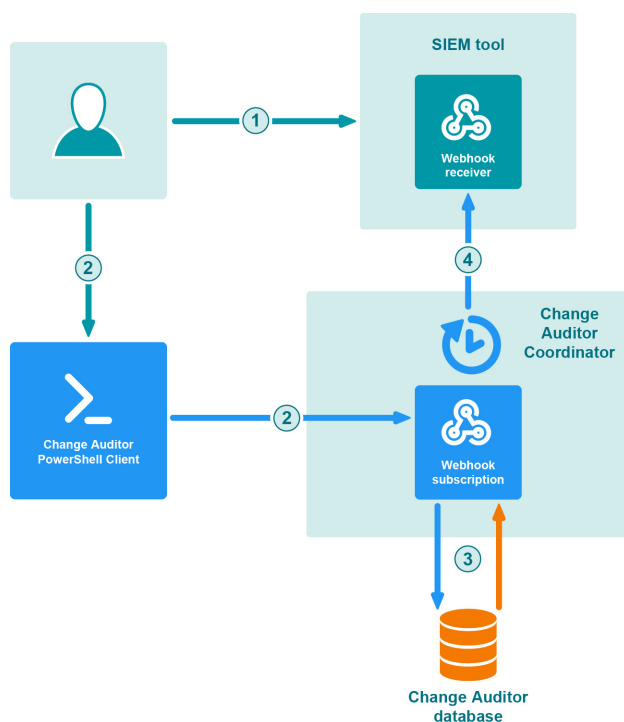 SIEM tool
Webhook
receiver
1
2
4
Change
Auditor
Coordinator
Change Auditor
PowerShell Client
2
Webhook
subscription
3
Change Auditor
database